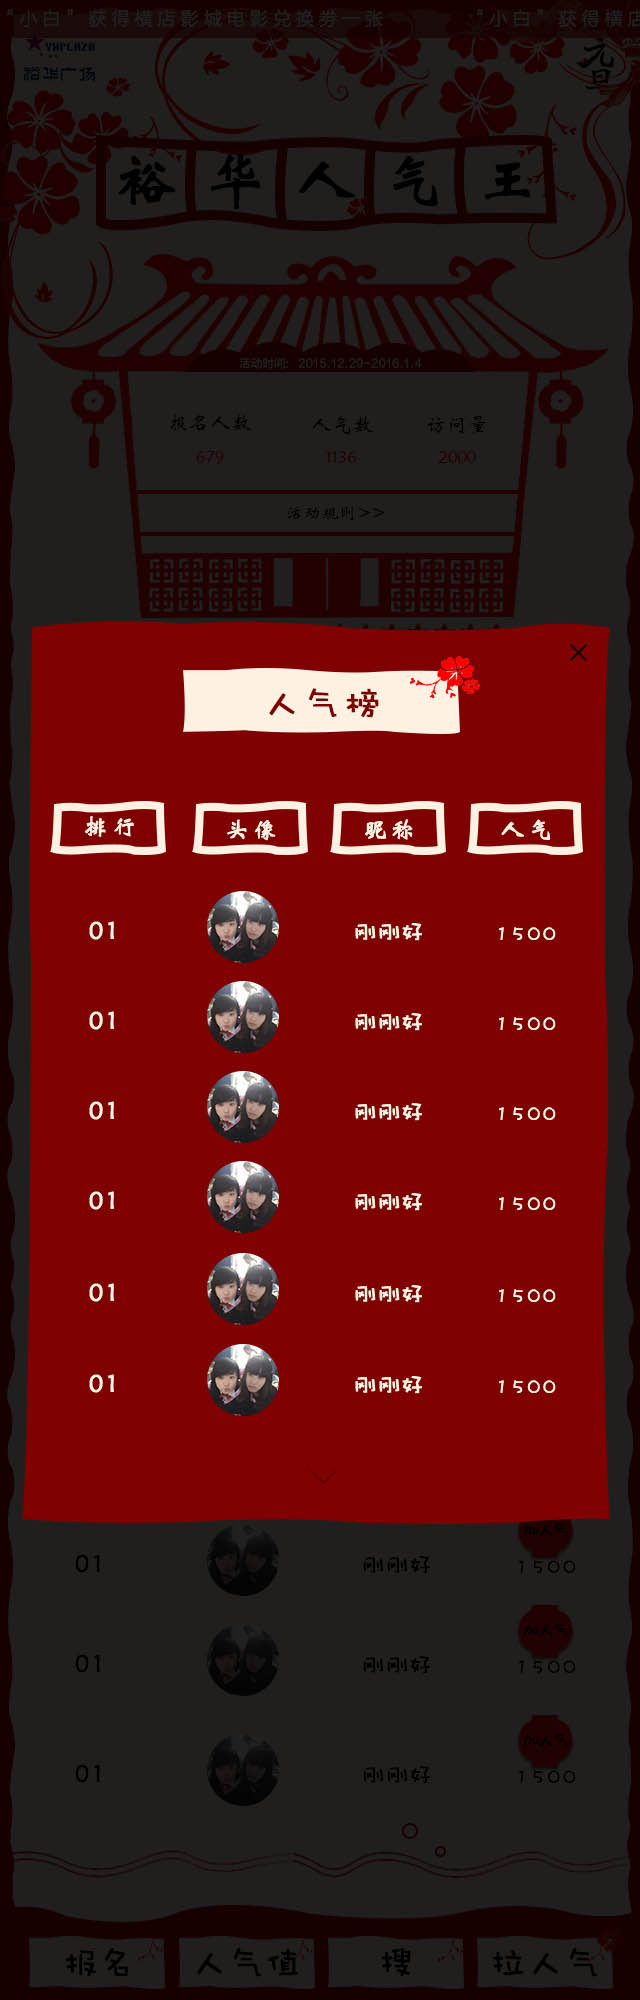 “小白”获得横店影城电影兑换券一张 “小白”获得横店
YHPLAZA
裕华广场
元旦
裕华人气王
活动时间: 2015.12.29~2016.1.4
报名人数 人气数 访问量
679 1136 2000
活动规则>>
人气榜
排行 头像 昵称 人气
01 刚刚好 1500
01 刚刚好 1500
01 刚刚好 1500
01 刚刚好 1500
01 刚刚好 1500
01 刚刚好 1500
加人气
01 刚刚好 1500
加人气
01 刚刚好 1500
加人气
01 刚刚好 1500
报名 人气值 搜 拉人气